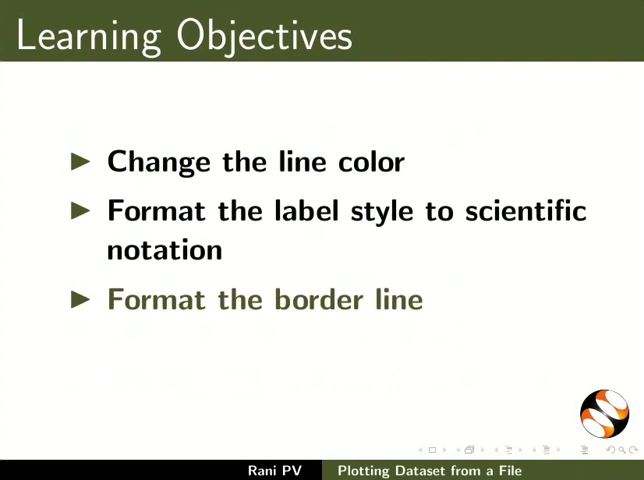 Learning Objectives
Change the line color
Format the label style to scientific
notation
Format the border line
Rani PV
Plotting Dataset from a File